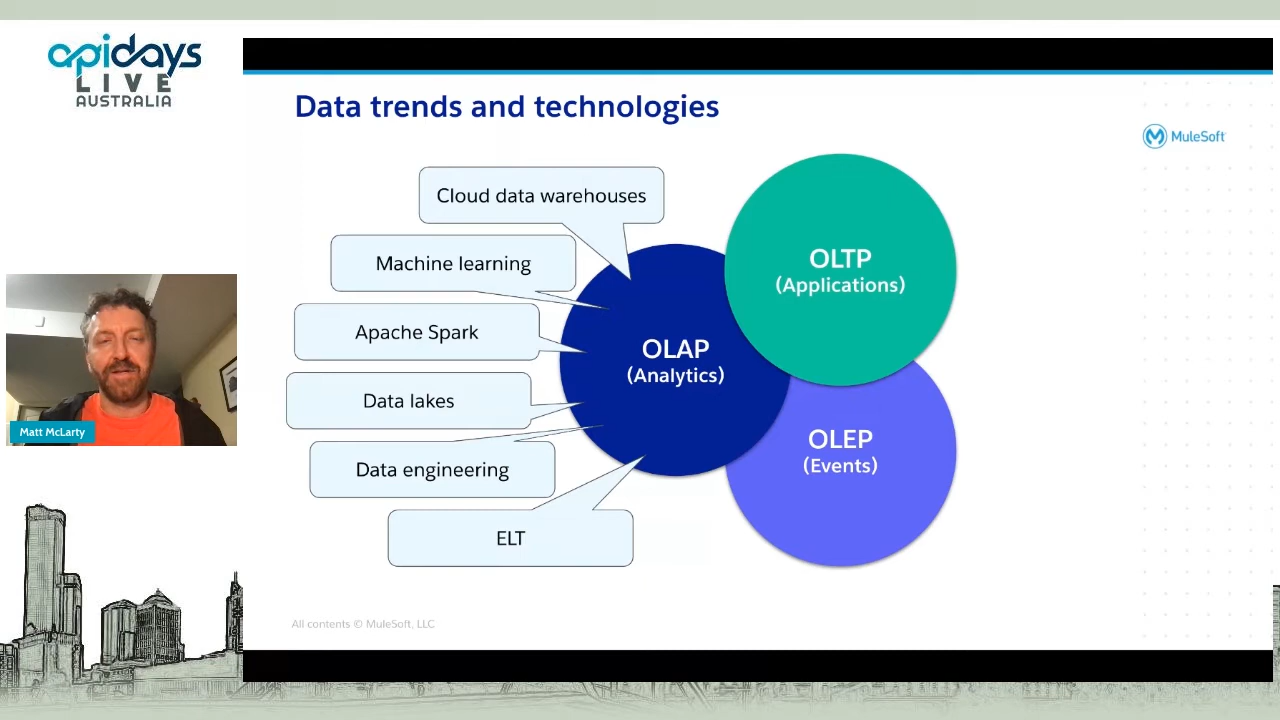 apidays
LIVE
AUSTRALIA
Data trends and technologies
MuleSoft
Cloud data warehouses
Machine learning
Apache Spark
Data lakes
Data engineering
ELT
OLAP
(Analytics)
OLTP
(Applications)
OLEP
(Events)
Matt McLarty
All contents © MuleSoft, LLC